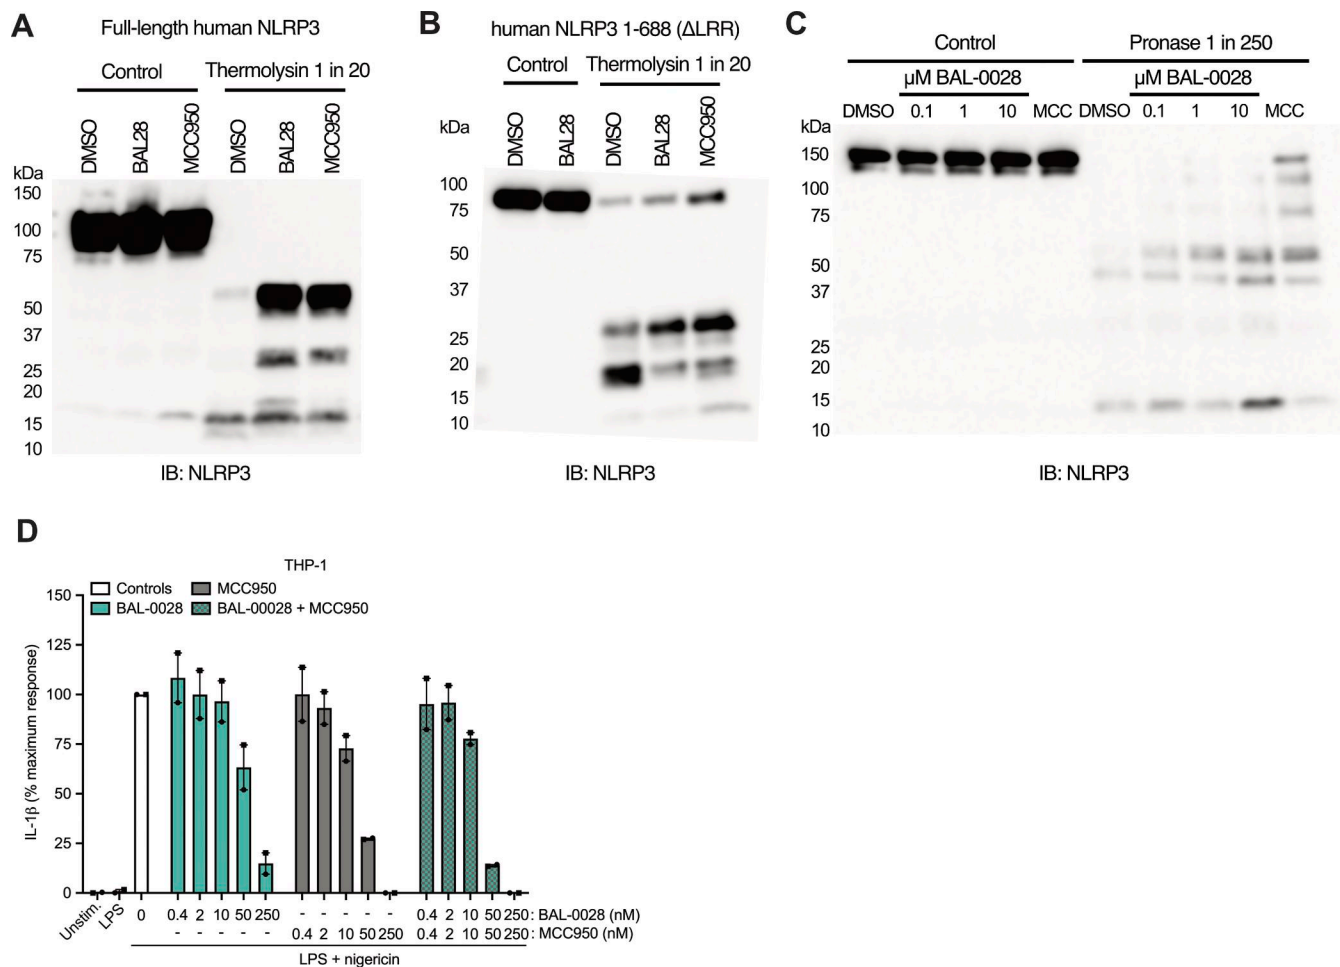 A
Full-length human NLRP3
Control Thermolysin 1 in 20
DMSO BAL28 MCC950 DMSO BAL28 MCC950
kDa
150
100
75
50
37
25
20
15
10
IB: NLRP3
B
human NLRP3 1-688 (ΔLRR)
Control Thermolysin 1 in 20
DMSO BAL28 DMSO BAL28 MCC950
kDa
100
75
50
37
25
20
15
10
IB: NLRP3
C
Control Pronase 1 in 250
µM BAL-0028 µM BAL-0028
DMSO 0.1 1 10 MCC DMSO 0.1 1 10 MCC
kDa
150
100
75
50
37
25
20
15
10
IB: NLRP3
D
THP-1
Controls MCC950
BAL-0028 BAL-00028 + MCC950
IL-1β (% maximum response)
150
125
100
75
50
25
0
Unstim. LPS 0 0.4 2 10 50 250 - - - - - 0.4 2 10 50 250 : BAL-0028 (nM)
- - - - - 0.4 2 10 50 250 0.4 2 10 50 250 : MCC950 (nM)
LPS + nigericin